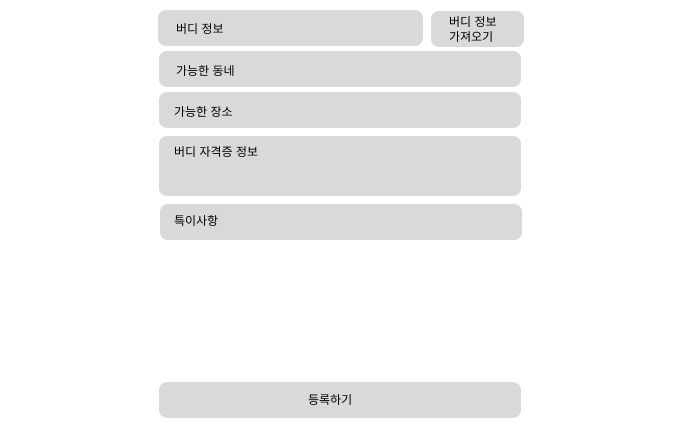 버디 정보
버디 정보
가져오기
가능한 동네
가능한 장소
버디 자격증 정보
특이사항
등록하기